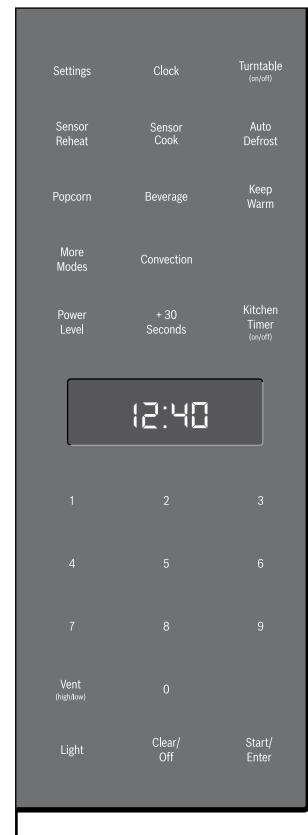 Settings Clock Turntable
(on/off)
Sensor Sensor Auto
Reheat Cook Defrost
Popcorn Beverage Keep
Warm
More
Modes Convection
Power + 30 Kitchen
Level Seconds Timer
(on/off)
12:40
1 2 3
4 5 6
7 8 9
Vent
(high/low) 0
Light Clear/ Start/
Off Enter